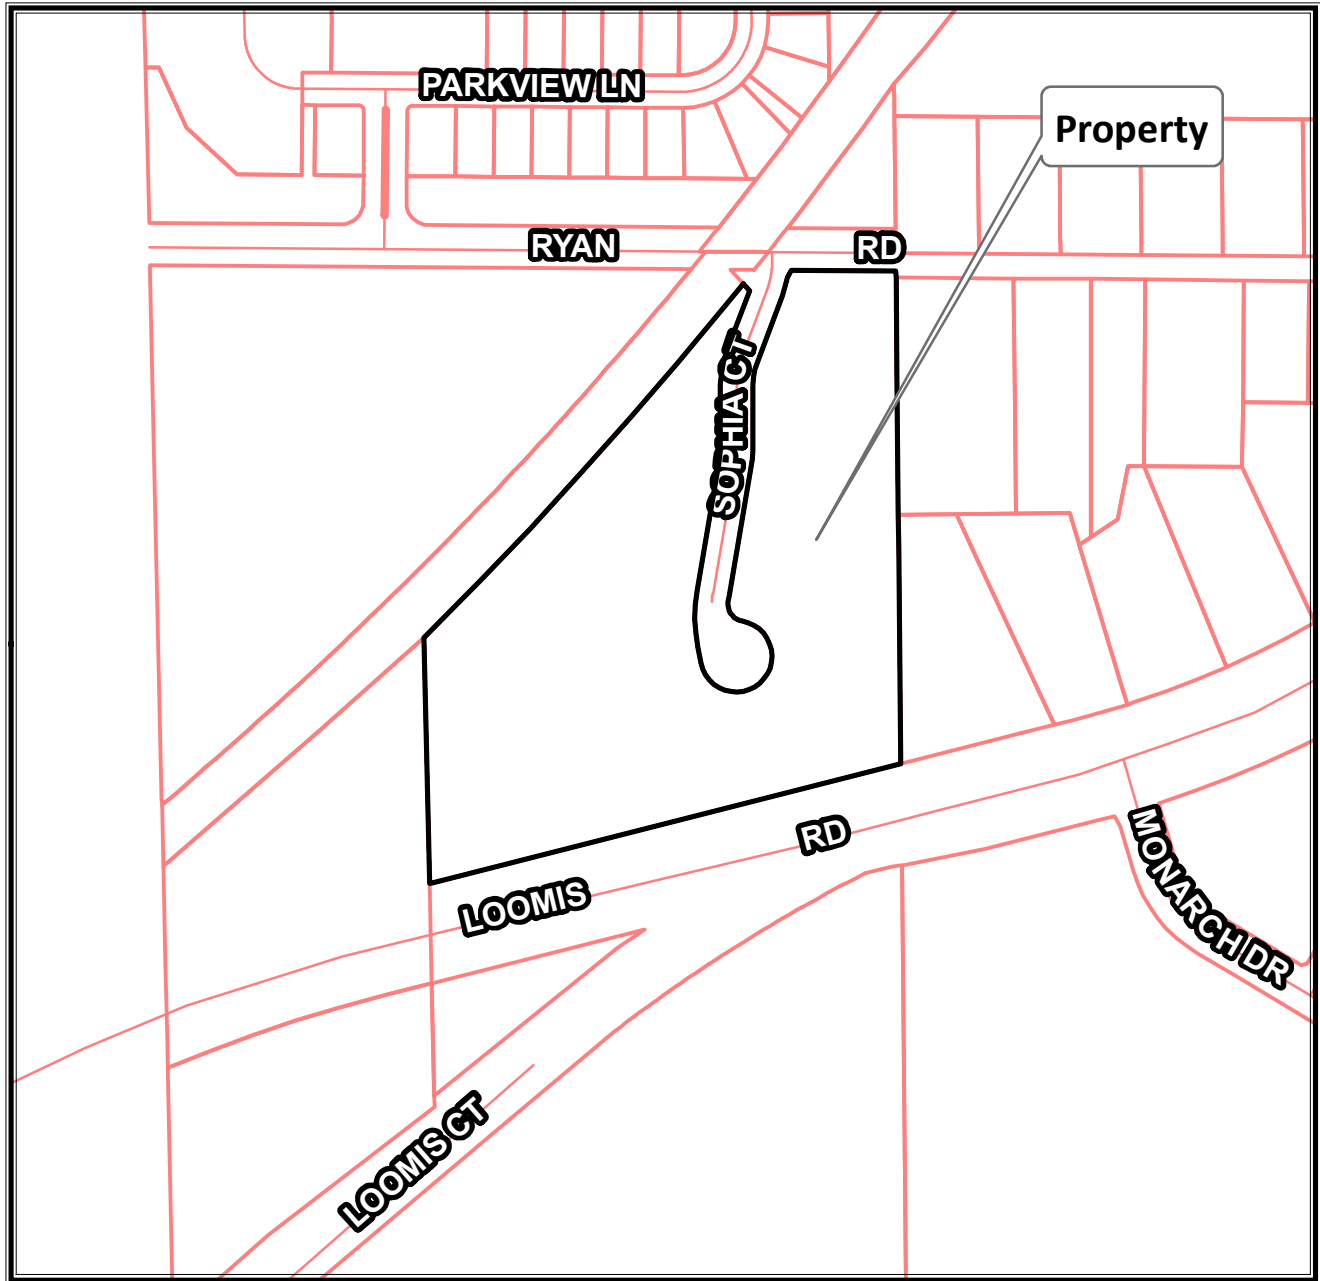 PARKVIEW LN
Property
RYAN
RD
SOPHIA CT
RD
LOOMIS
MONARCH DR
LOOMIS CT